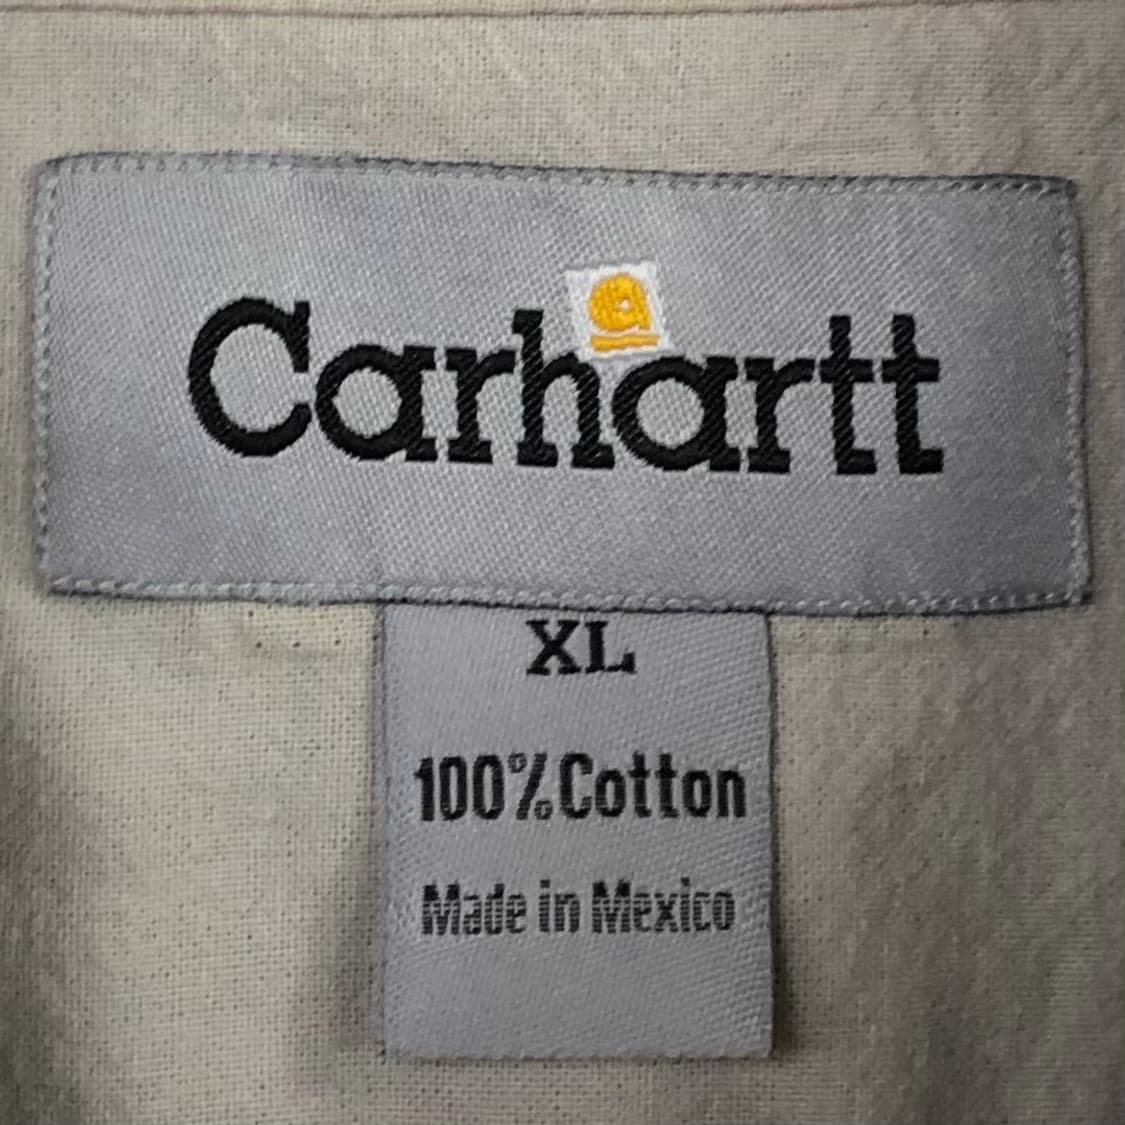 Carhartt
XL
100% Cotton
Made in Mexico